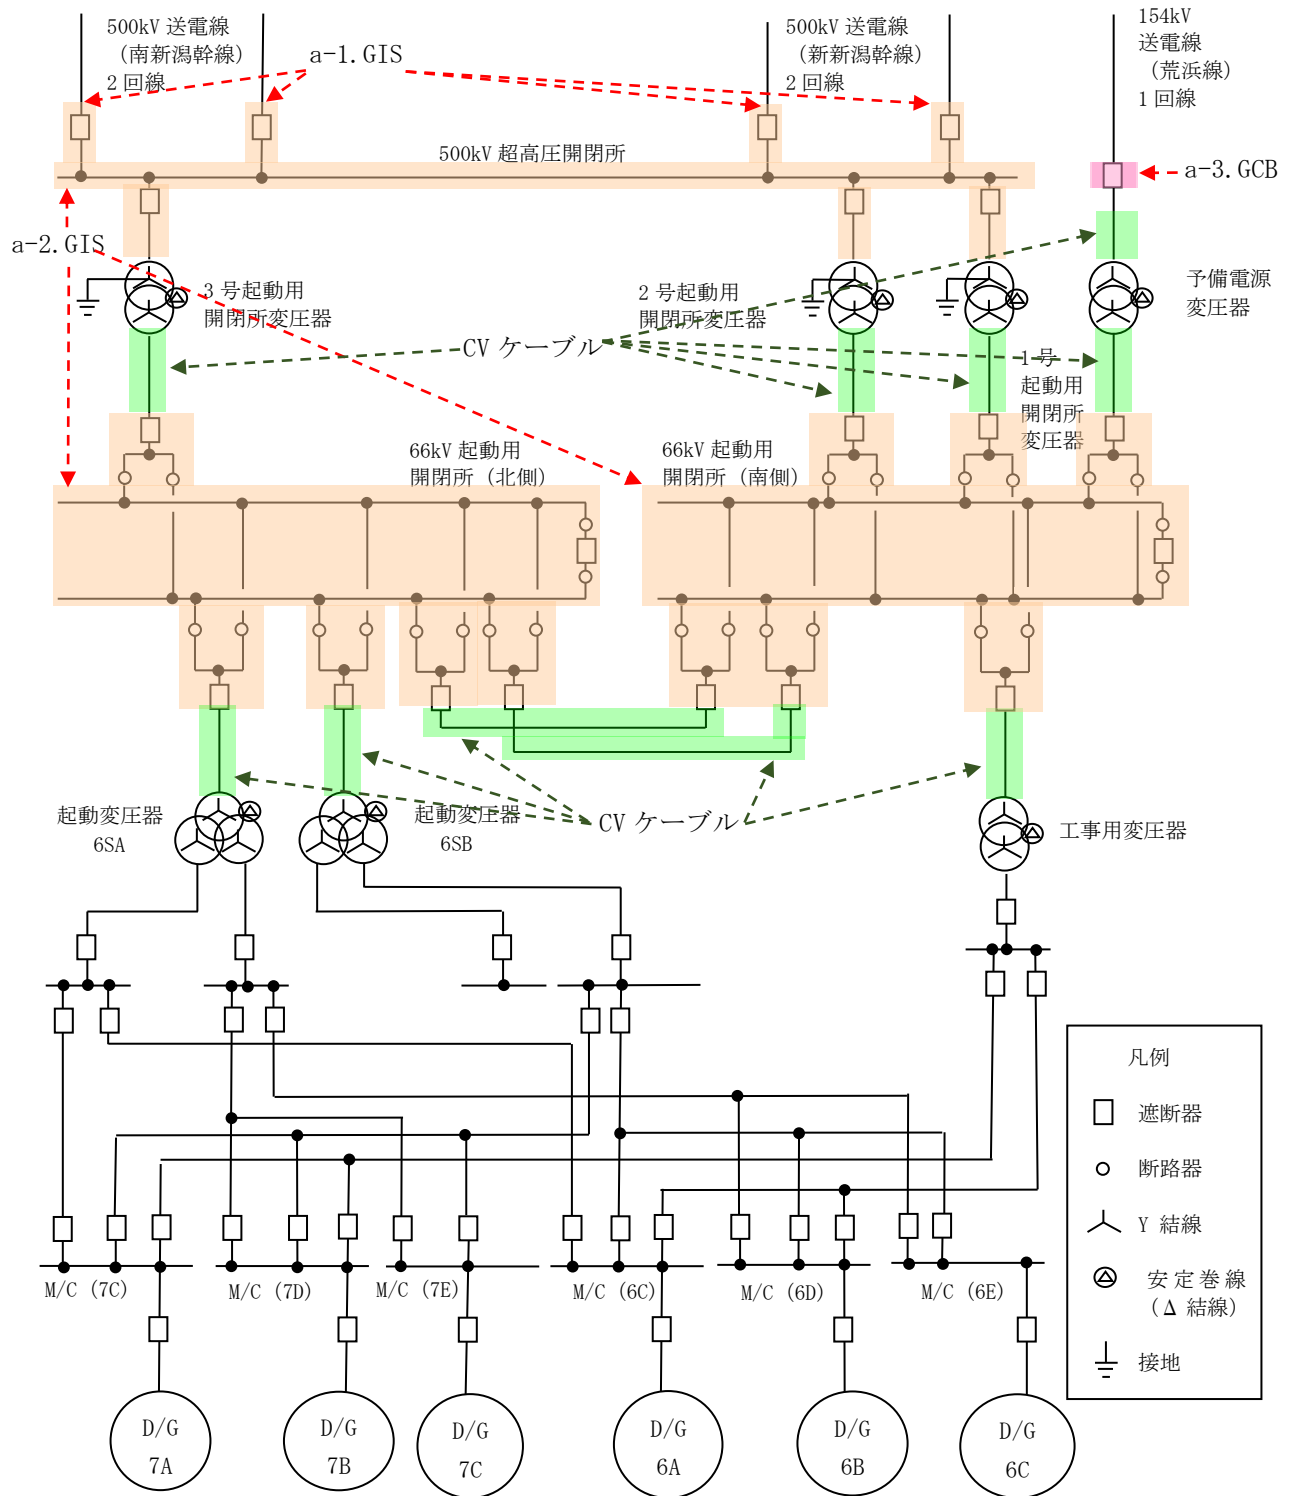 500kV 送電線
(南新潟幹線)
2 回線
a-1.GIS
500kV 送電線
(新新潟幹線)
2 回線
154kV
送電線
(荒浜線)
1 回線
500kV 超高圧開閉所
a-3.GCB
a-2.GIS
3 号起動用
開閉所変圧器
2 号起動用
開閉所変圧器
予備電源
変圧器
CV ケーブル
1 号
起動用
開閉所
変圧器
66kV 起動用
開閉所 (北側)
66kV 起動用
開閉所 (南側)
起動変圧器
6SA
起動変圧器
6SB
CV ケーブル
工事用変圧器
凡例
遮断器
断路器
Y 結線
安定巻線
(Δ 結線)
接地
M/C (7C)
M/C (7D)
M/C (7E)
M/C (6C)
M/C (6D)
M/C (6E)
D/G
7A
D/G
7B
D/G
7C
D/G
6A
D/G
6B
D/G
6C